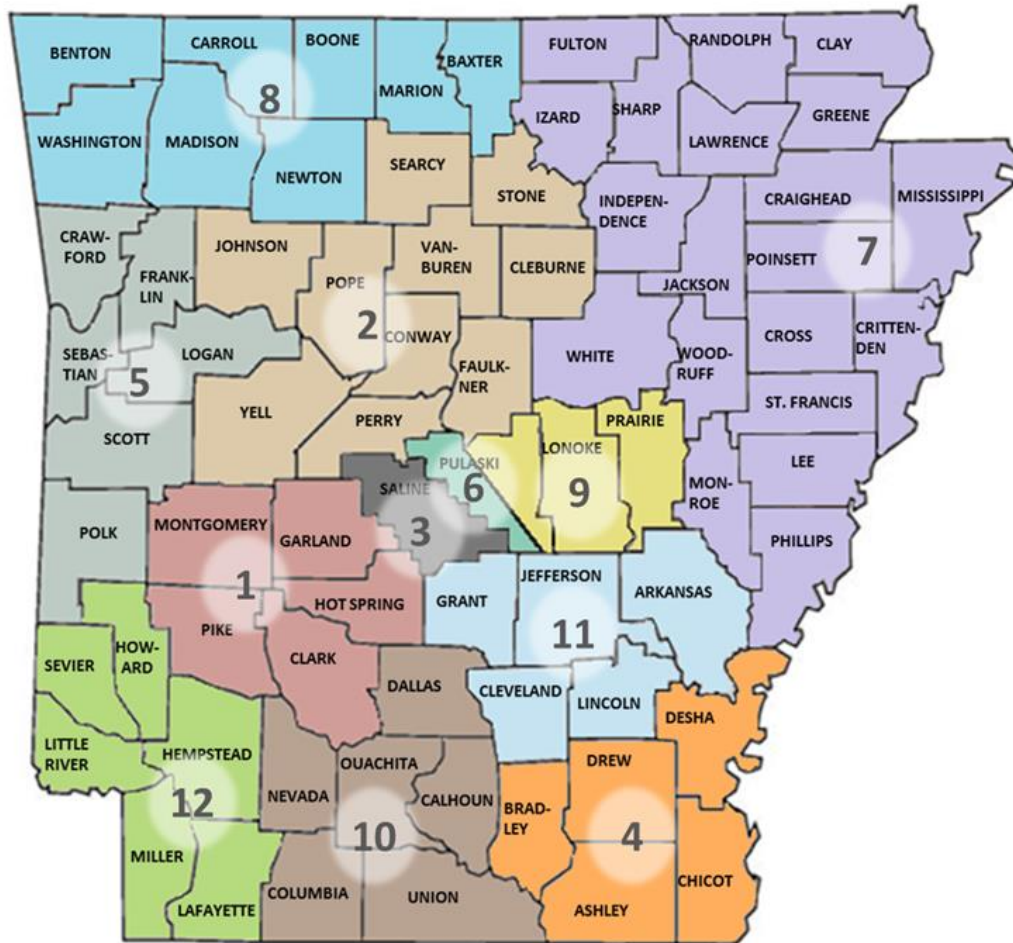 BENTON
CARROLL
BOONE
MARION
BAXTER
FULTON
RANDOLPH
CLAY
8
IZARD
SHARP
GREENE
WASHINGTON
MADISON
LAWRENCE
NEWTON
SEARCY
STONE
INDEPEN-
DENCE
CRAIGHEAD
MISSISSIPPI
CRAW-
FORD
FRANK-
LIN
JOHNSON
POPE
VAN-
BUREN
CLEBURNE
POINSETT
7
JACKSON
2
CONWAY
SEBAS-
TIAN
LOGAN
5
FAULK-
NER
WHITE
WOOD-
RUFF
CROSS
CRITTEN-
DEN
YELL
PERRY
PRAIRIE
ST. FRANCIS
SCOTT
PULASKI
6
LONOKE
9
LEE
SALINE
3
MON-
ROE
POLK
MONTGOMERY
GARLAND
PHILLIPS
1
HOT SPRING
GRANT
JEFFERSON
11
ARKANSAS
PIKE
SEVIER
HOW-
ARD
CLARK
DALLAS
CLEVELAND
LINCOLN
DESHA
LITTLE
RIVER
HEMPSTEAD
12
NEVADA
OUACHITA
CALHOUN
DREW
BRAD-
LEY
10
4
MILLER
LAFAYETTE
COLUMBIA
UNION
ASHLEY
CHICOT